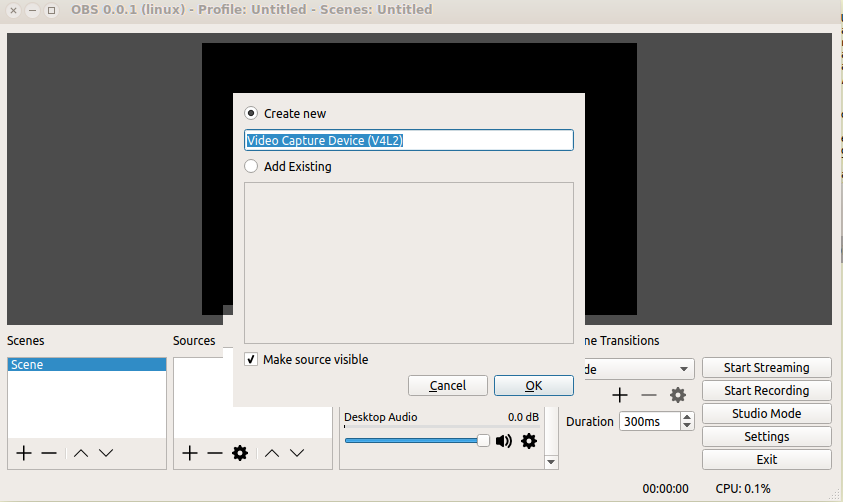 OBS 0.0.1 (linux) - Profile: Untitled - Scenes: Untitled
Create new
Video Capture Device (V4L2)
Add Existing
Make source visible
Cancel
OK
Scenes
Scene
Sources
Desktop Audio
0.0 dB
ne Transitions
de
Duration
300ms
Start Streaming
Start Recording
Studio Mode
Settings
Exit
00:00:00
CPU: 0.1%